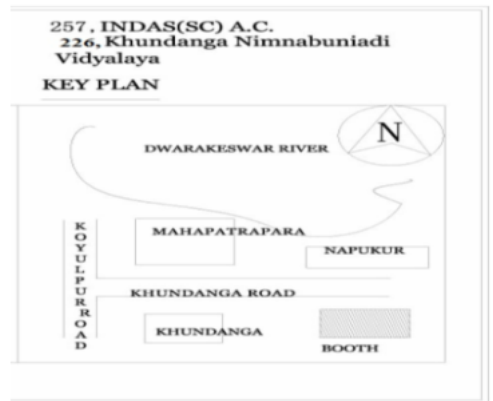 257, INDAS(SC) A.C.
226, Khundanga Nimnabuniadi
Vidyalaya
KEY PLAN
N
DWARAKESWAR RIVER
MAHAPATRAPARA
NAPUKUR
KOYULPUR ROAD
KHUNDANGA ROAD
KHUNDANGA
BOOTH